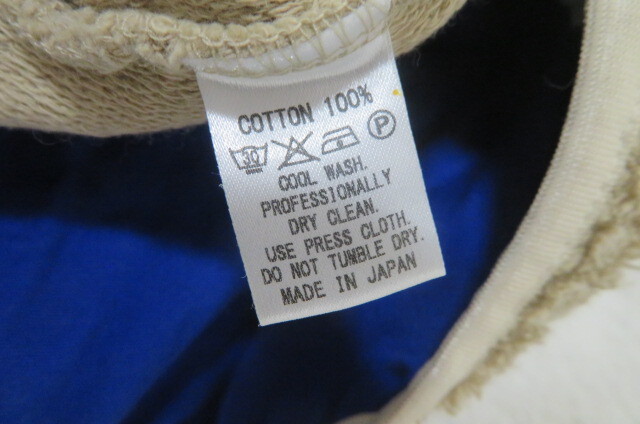 COTTON 100%
30 P
COOL WASH.
PROFESSIONALLY
DRY CLEAN.
USE PRESS CLOTH.
DO NOT TUMBLE DRY.
MADE IN JAPAN